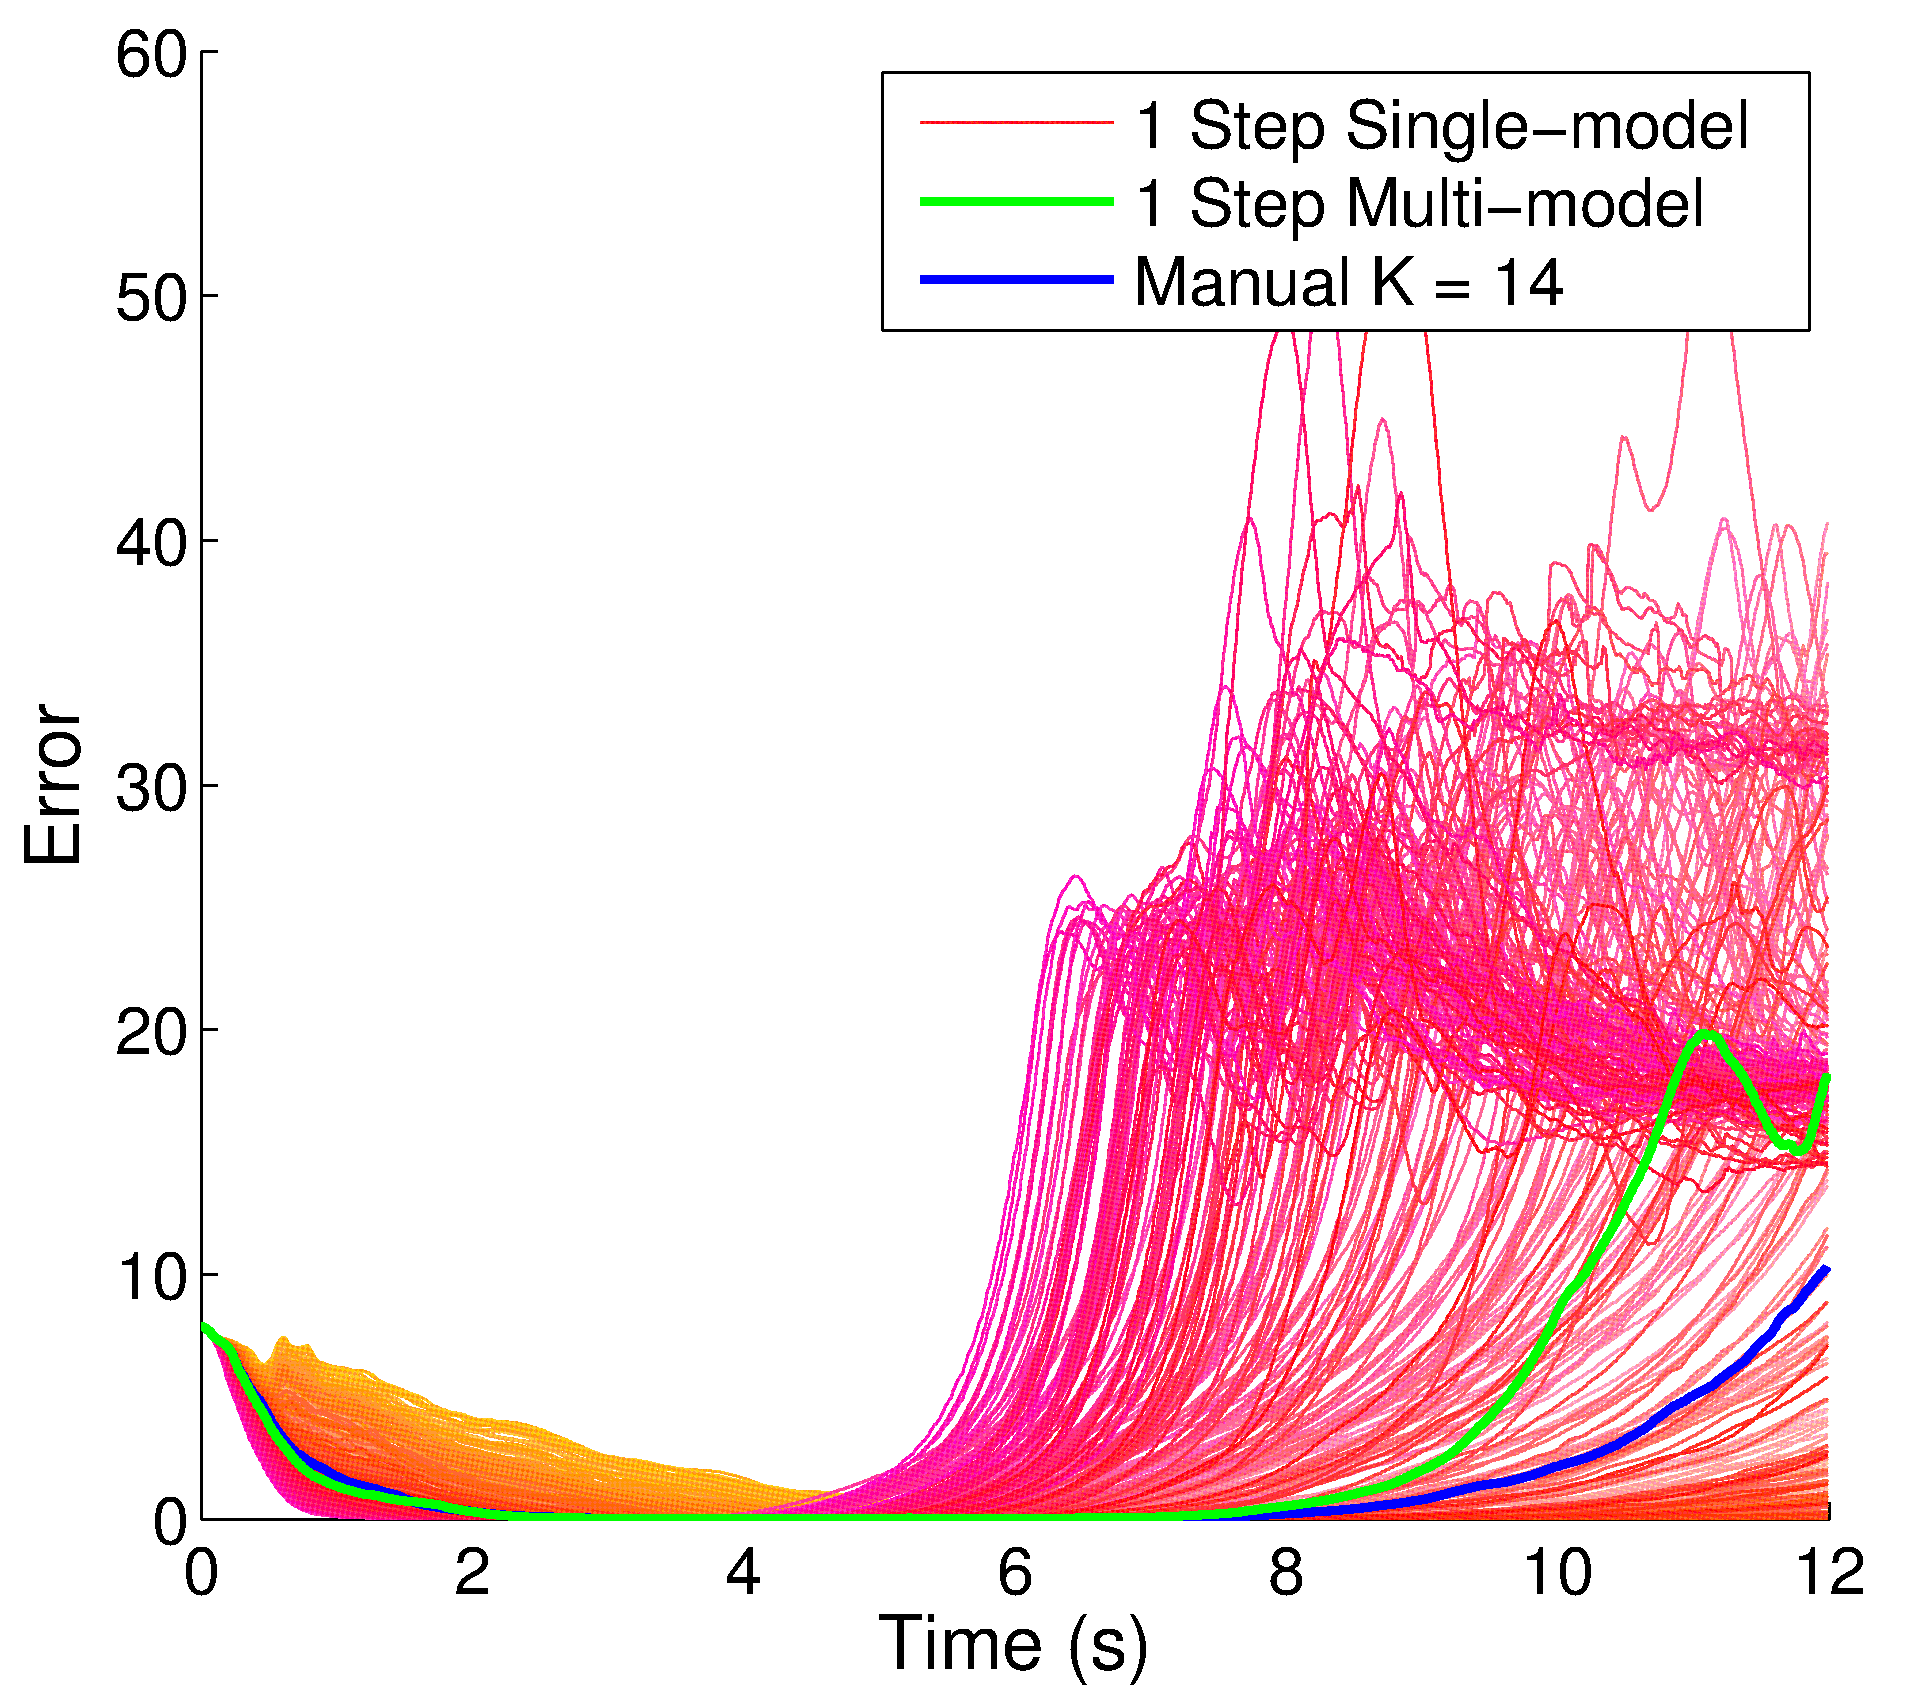 60
50
40
30
20
10
0
Error
1 Step Single−model
1 Step Multi−model
Manual K = 14
0 2 4 6 8 10 12
Time (s)